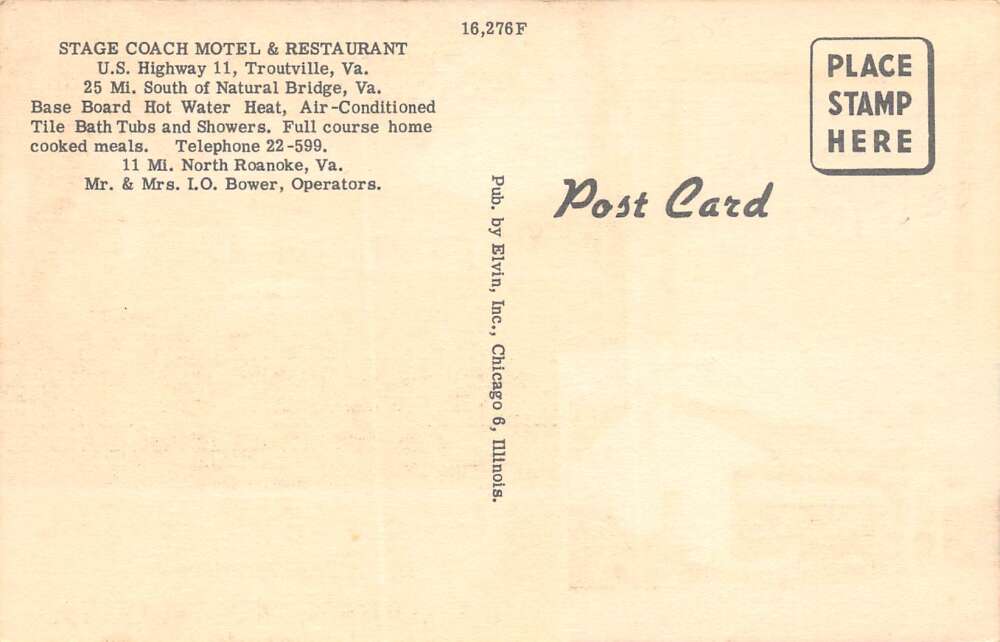 16,276F
STAGE COACH MOTEL & RESTAURANT
U.S. Highway 11, Troutville, Va.
25 Mi. South of Natural Bridge, Va.
Base Board Hot Water Heat, Air-Conditioned
Tile Bath Tubs and Showers. Full course home
cooked meals. Telephone 22-599.
11 Mi. North Roanoke, Va.
Mr. & Mrs. I.O. Bower, Operators.
Pub. by Elvin, Inc., Chicago 6, Illinois.
Post Card
PLACE
STAMP
HERE